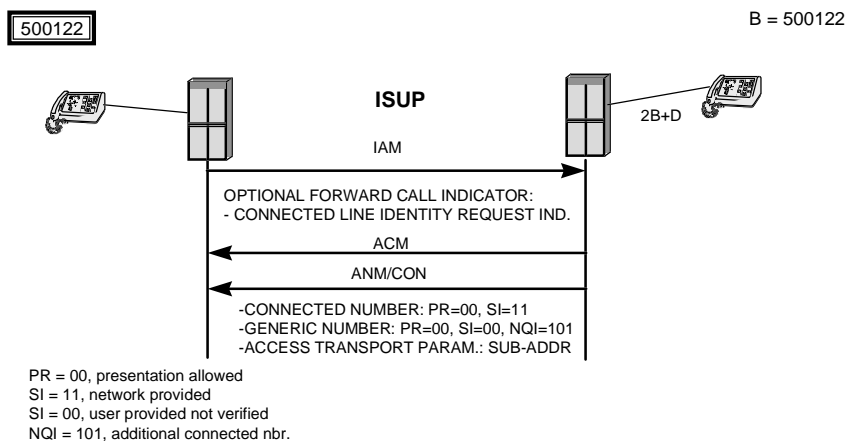 500122
B = 500122
ISUP
2B+D
IAM
OPTIONAL FORWARD CALL INDICATOR:
- CONNECTED LINE IDENTITY REQUEST IND.
ACM
ANM/CON
-CONNECTED NUMBER: PR=00, SI=11
-GENERIC NUMBER: PR=00, SI=00, NQI=101
-ACCESS TRANSPORT PARAM.: SUB-ADDR
PR = 00, presentation allowed
SI = 11, network provided
SI = 00, user provided not verified
NQI = 101, additional connected nbr.